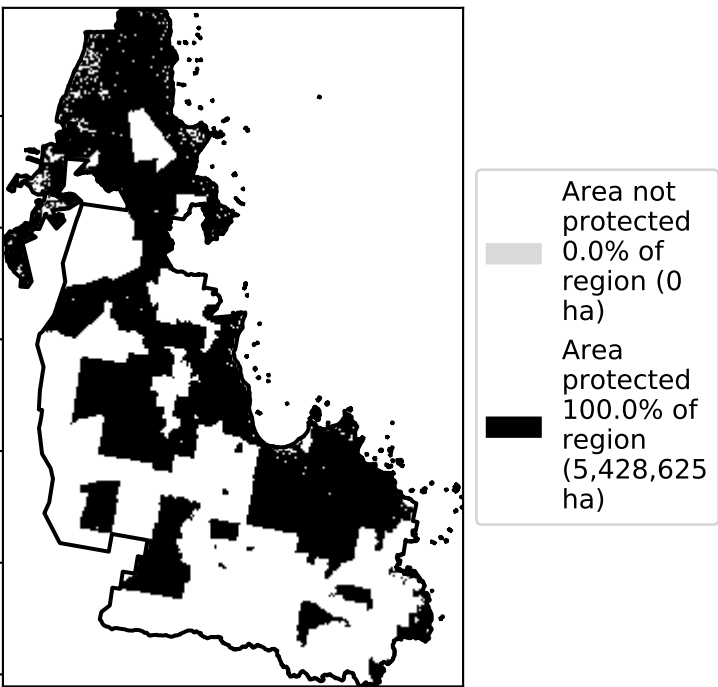 Area not
protected
0.0% of
region (0
ha)
Area
protected
100.0% of
region
(5,428,625
ha)